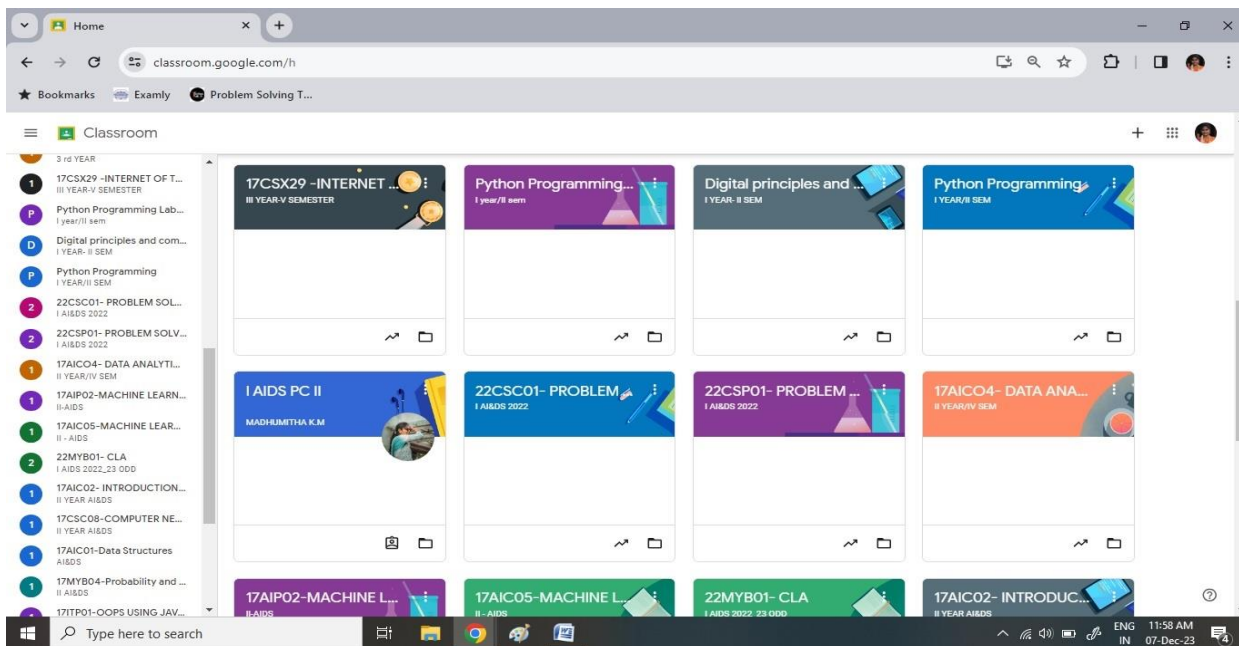 Home
classroom.google.com/h
Bookmarks Examly Problem Solving T...
Classroom
3 rd YEAR
17CSX29 -INTERNET OF T...
III YEAR-V SEMESTER
Python Programming Lab...
I year/II sem
Digital principles and com...
I YEAR- II SEM
Python Programming
I YEAR/II SEM
22CSC01- PROBLEM SOL...
I AI&DS 2022
22CSP01- PROBLEM SOLV...
I AI&DS 2022
17AICO4- DATA ANALYTI...
II YEAR/IV SEM
17AIP02-MACHINE LEARN...
II-AIDS
17AIC05-MACHINE LEAR...
II - AIDS
22MYB01- CLA
I AIDS 2022_23 ODD
17AIC02- INTRODUCTION...
II YEAR AI&DS
17CSC08-COMPUTER NE...
II YEAR AI&DS
17AIC01-Data Structures
AI&DS
17MYB04-Probability and ...
II AI&DS
17ITP01-OOPS USING JAV...
17CSX29 -INTERNET ...
III YEAR-V SEMESTER
Python Programming...
I year/II sem
Digital principles and ...
I YEAR- II SEM
Python Programming
I YEAR/II SEM
I AIDS PC II
MADHUMITHA K.M
22CSC01- PROBLEM
I AI&DS 2022
22CSP01- PROBLEM ...
I AI&DS 2022
17AICO4- DATA ANA...
II YEAR/IV SEM
17AIP02-MACHINE L...
II-AIDS
17AIC05-MACHINE L...
II - AIDS
22MYB01- CLA
I AIDS 2022_23 ODD
17AIC02- INTRODUC...
II YEAR AI&DS
Type here to search
ENG 11:58 AM
IN 07-Dec-23
4